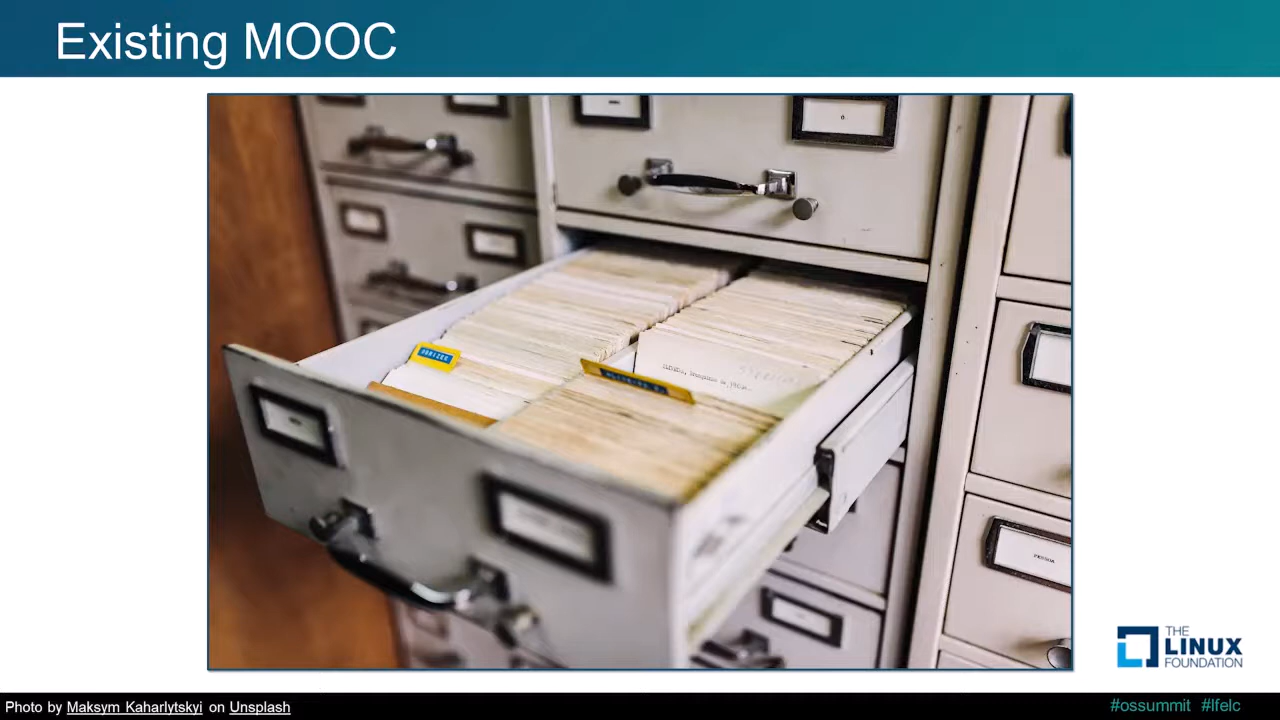 Existing MOOC
THE
LINUX
FOUNDATION
Photo by Maksym Kaharlytskyi on Unsplash
#ossummit #lfelc